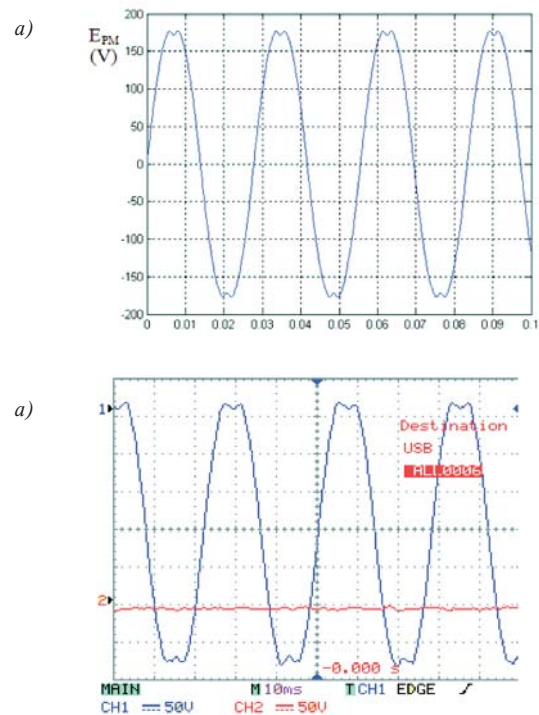 a)
200
E_PM
150
(V)
100
50
0
-50
-100
-150
-200
0 0.01 0.02 0.03 0.04 0.05 0.06 0.07 0.08 0.09 0.1
a)
1
Destination
USB
ALL0006
2
-0.000 s
MAIN M 10ms T CH1 EDGE
CH1 50V CH2 50V